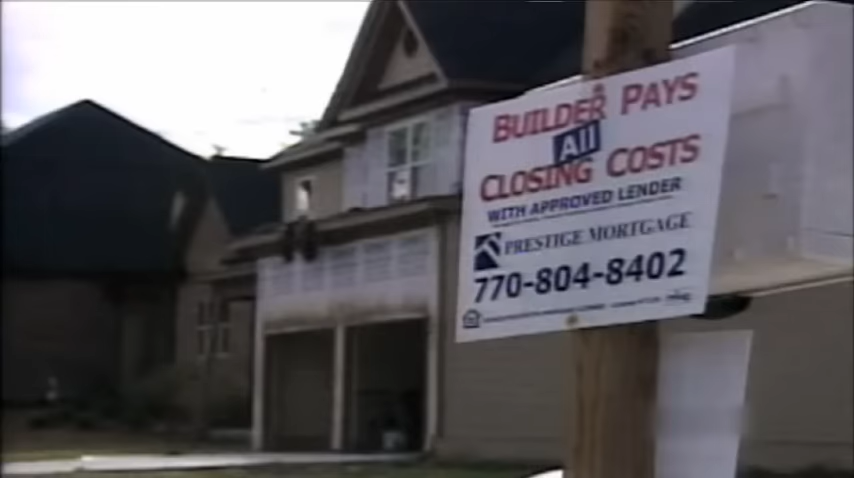 BUILDER PAYS
All
CLOSING COSTS
WITH APPROVED LENDER
PRESTIGE MORTGAGE
770-804-8402